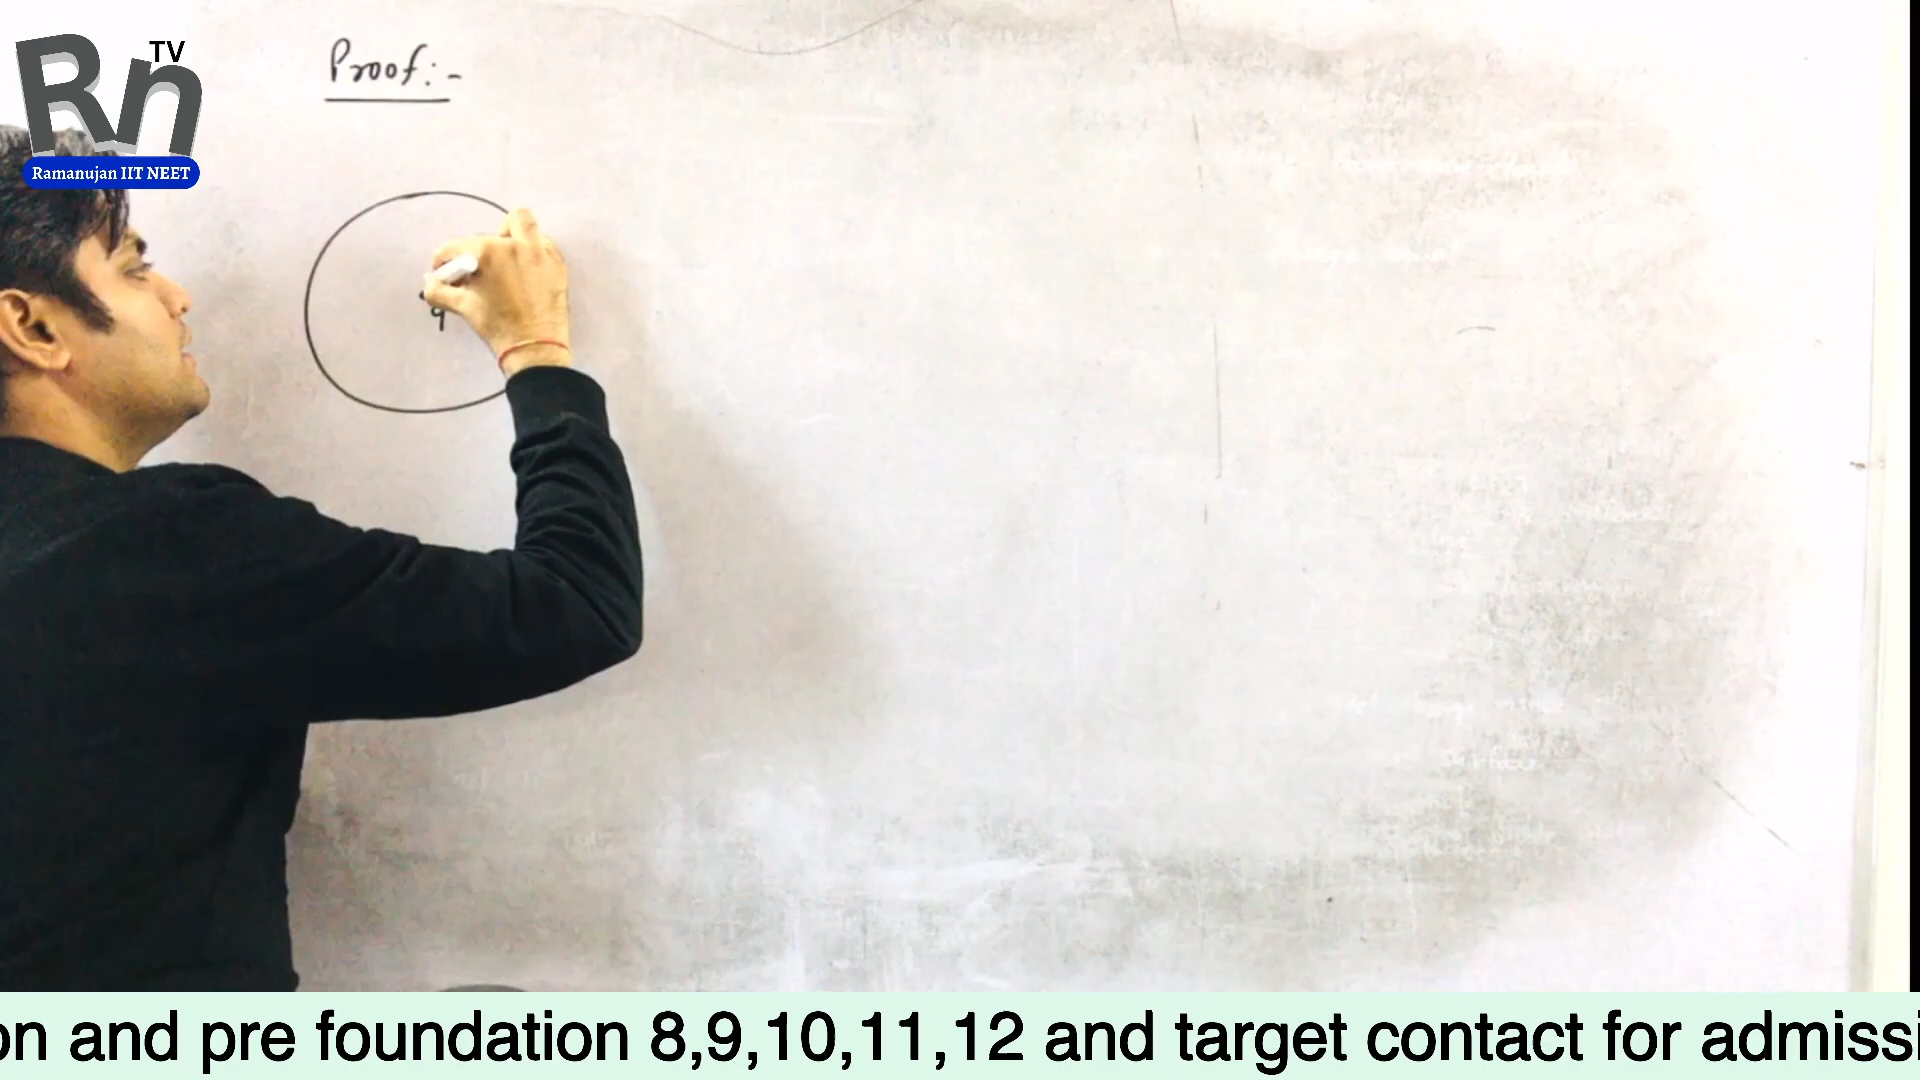 Rn
TV
Ramanujan IIT NEET
Proof:-
q
on and pre foundation 8,9,10,11,12 and target contact for admissi